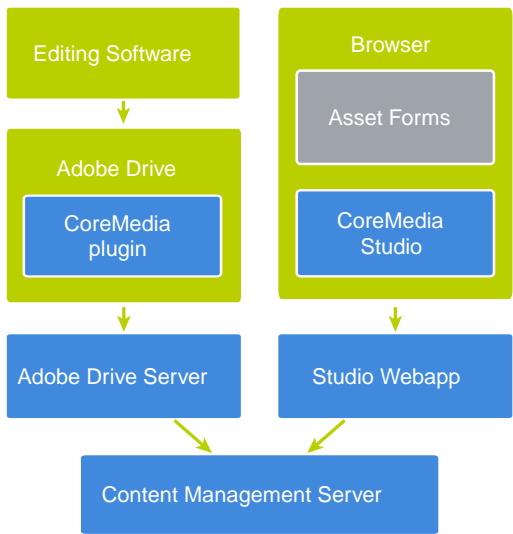 Editing Software
Adobe Drive
CoreMedia
plugin
Adobe Drive Server
Browser
Asset Forms
CoreMedia
Studio
Studio Webapp
Content Management Server